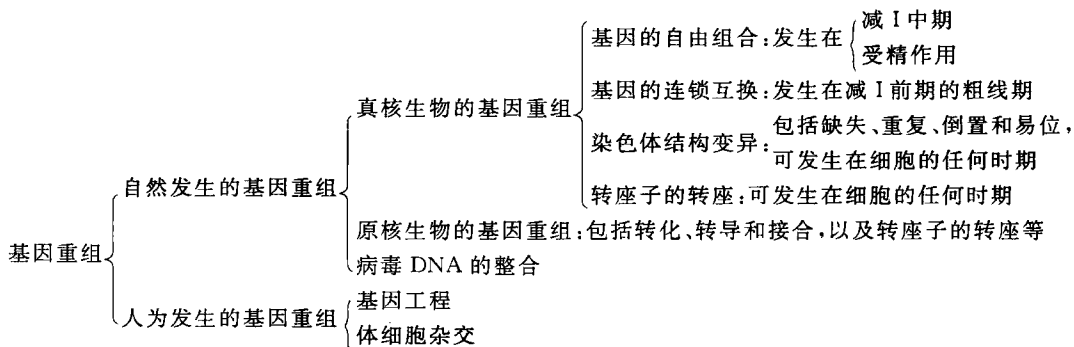 减 I 中期
基因的自由组合:发生在
受精作用
基因的连锁互换:发生在减 I 前期的粗线期
真核生物的基因重组
包括缺失、重复、倒置和易位,
染色体结构变异:
可发生在细胞的任何时期
自然发生的基因重组
转座子的转座:可发生在细胞的任何时期
原核生物的基因重组:包括转化、转导和接合,以及转座子的转座等
基因重组
病毒 DNA 的整合
基因工程
人为发生的基因重组
体细胞杂交